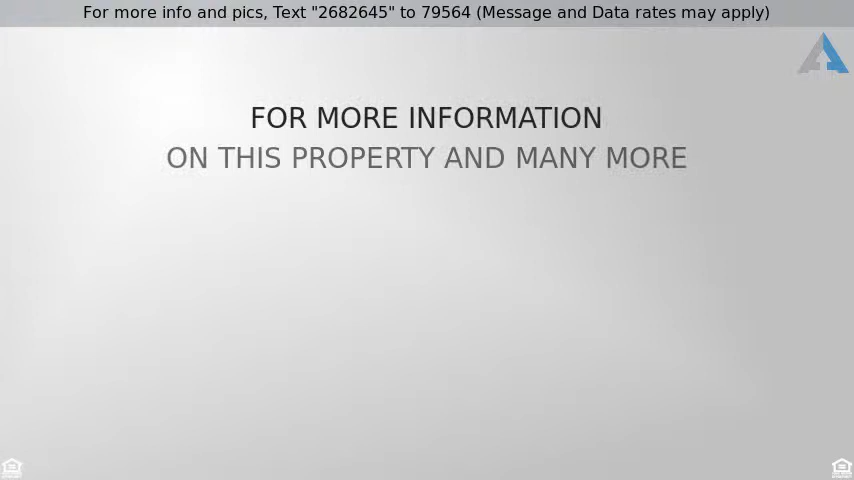 For more info and pics, Text "2682645" to 79564 (Message and Data rates may apply)
FOR MORE INFORMATION
ON THIS PROPERTY AND MANY MORE